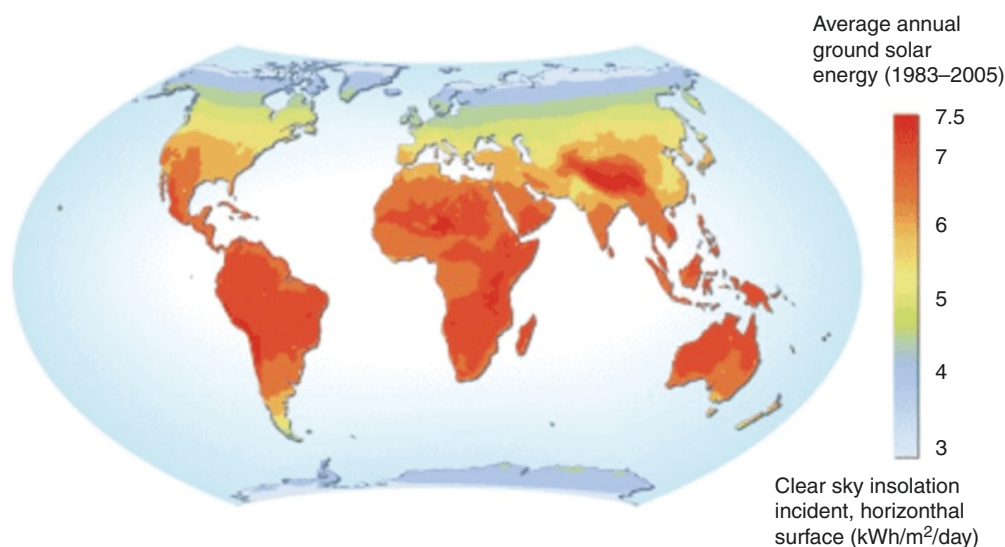 Average annual
ground solar
energy (1983–2005)
7.5
7
6
5
4
3
Clear sky insolation
incident, horizonthal
surface (kWh/m²/day)